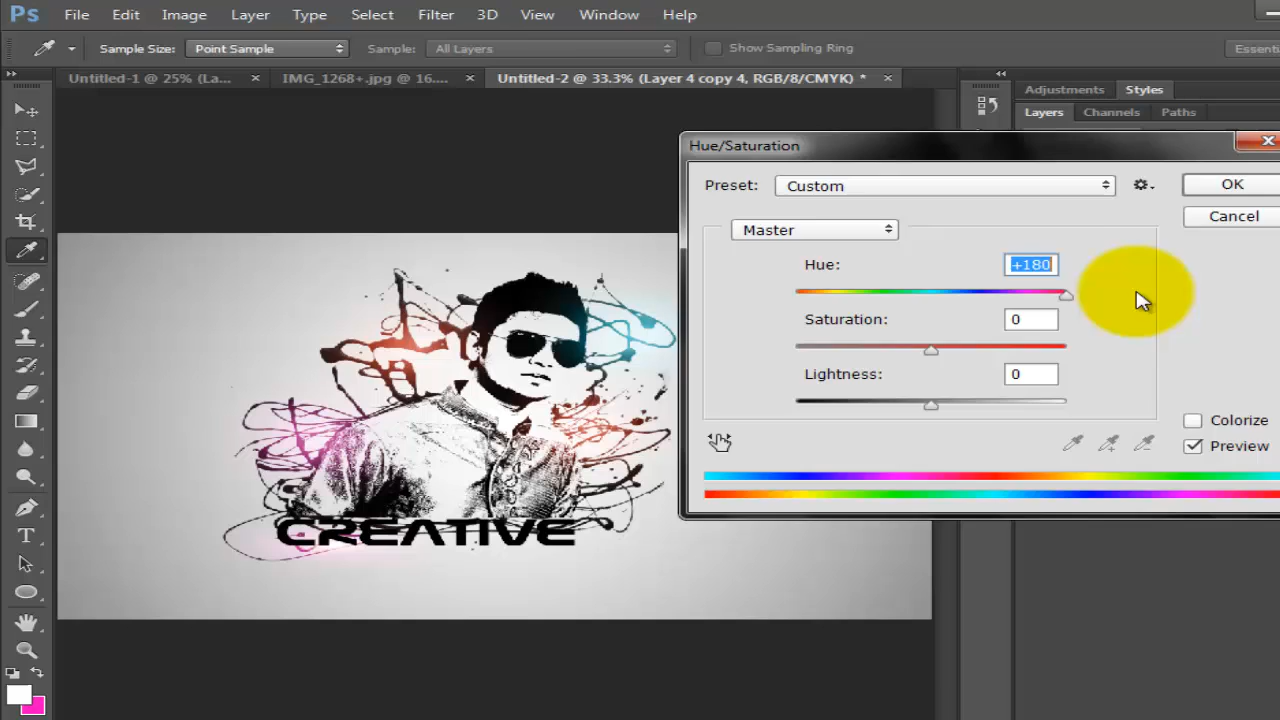 Ps File Edit Image Layer Type Select Filter 3D View Window Help
Sample Size: Point Sample Sample: All Layers Show Sampling Ring Essenti
Untitled-1 @ 25% (La... × IMG_1268+.jpg @ 16.... × Untitled-2 @ 33.3% (Layer 4 copy 4, RGB/8/CMYK) * ×
Adjustments Styles
Layers Channels Paths
Hue/Saturation
Preset: Custom OK
Cancel
Master
Hue: +180
Saturation: 0
Lightness: 0
Colorize
Preview
CREATIVE
T